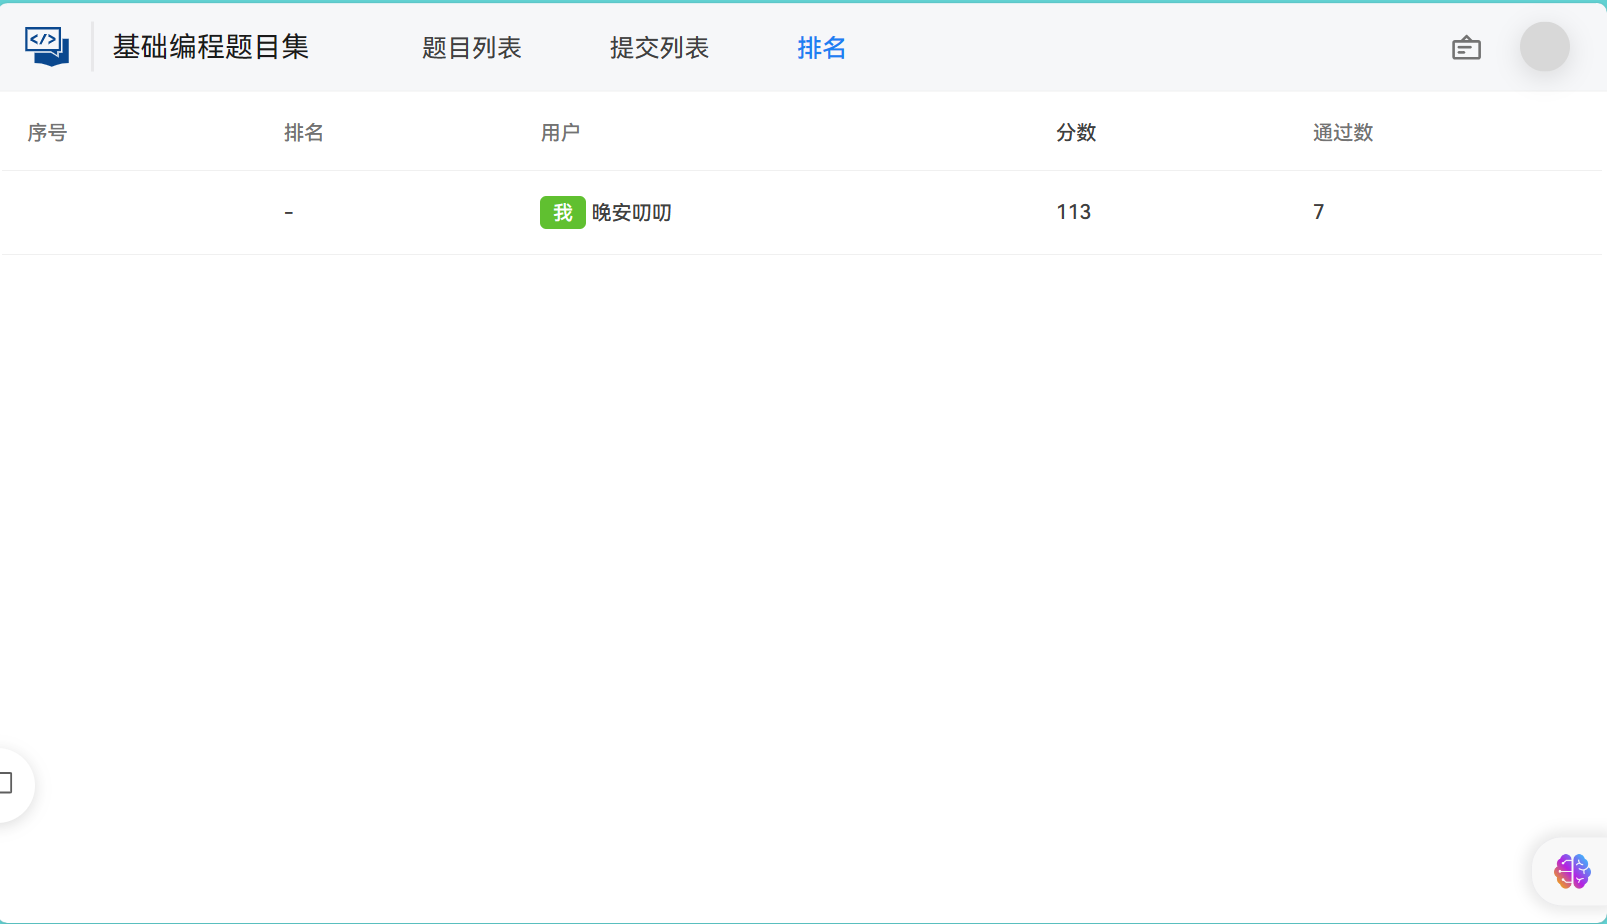 基础编程题目集 题目列表 提交列表 排名
序号 排名 用户 分数 通过数
- 我 晚安叨叨 113 7